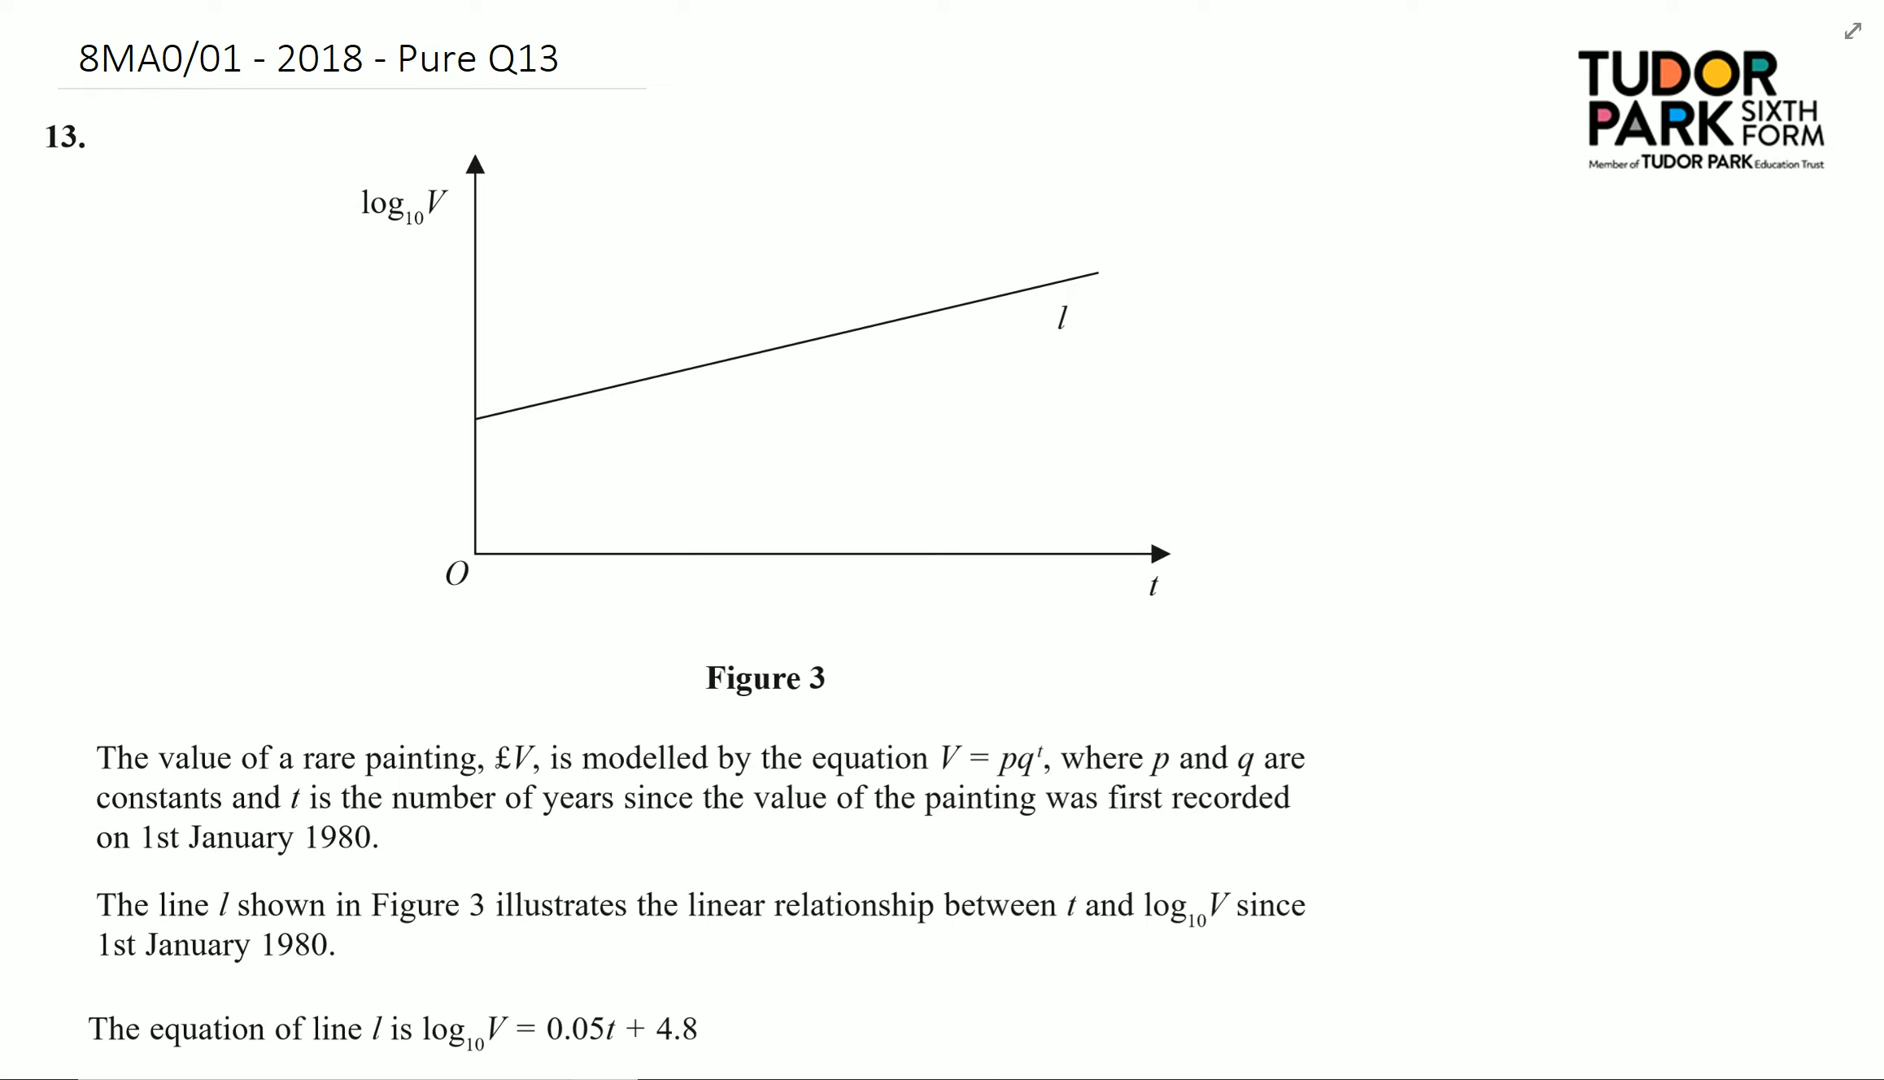 8MA0/01 - 2018 - Pure Q13
TUDOR
PARK SIXTH FORM
Member of TUDOR PARK Education Trust
13.
log₁₀V
l
O
t
Figure 3
The value of a rare painting, £V, is modelled by the equation V = pqᵗ, where p and q are
constants and t is the number of years since the value of the painting was first recorded
on 1st January 1980.
The line l shown in Figure 3 illustrates the linear relationship between t and log₁₀V since
1st January 1980.
The equation of line l is log₁₀V = 0.05t + 4.8